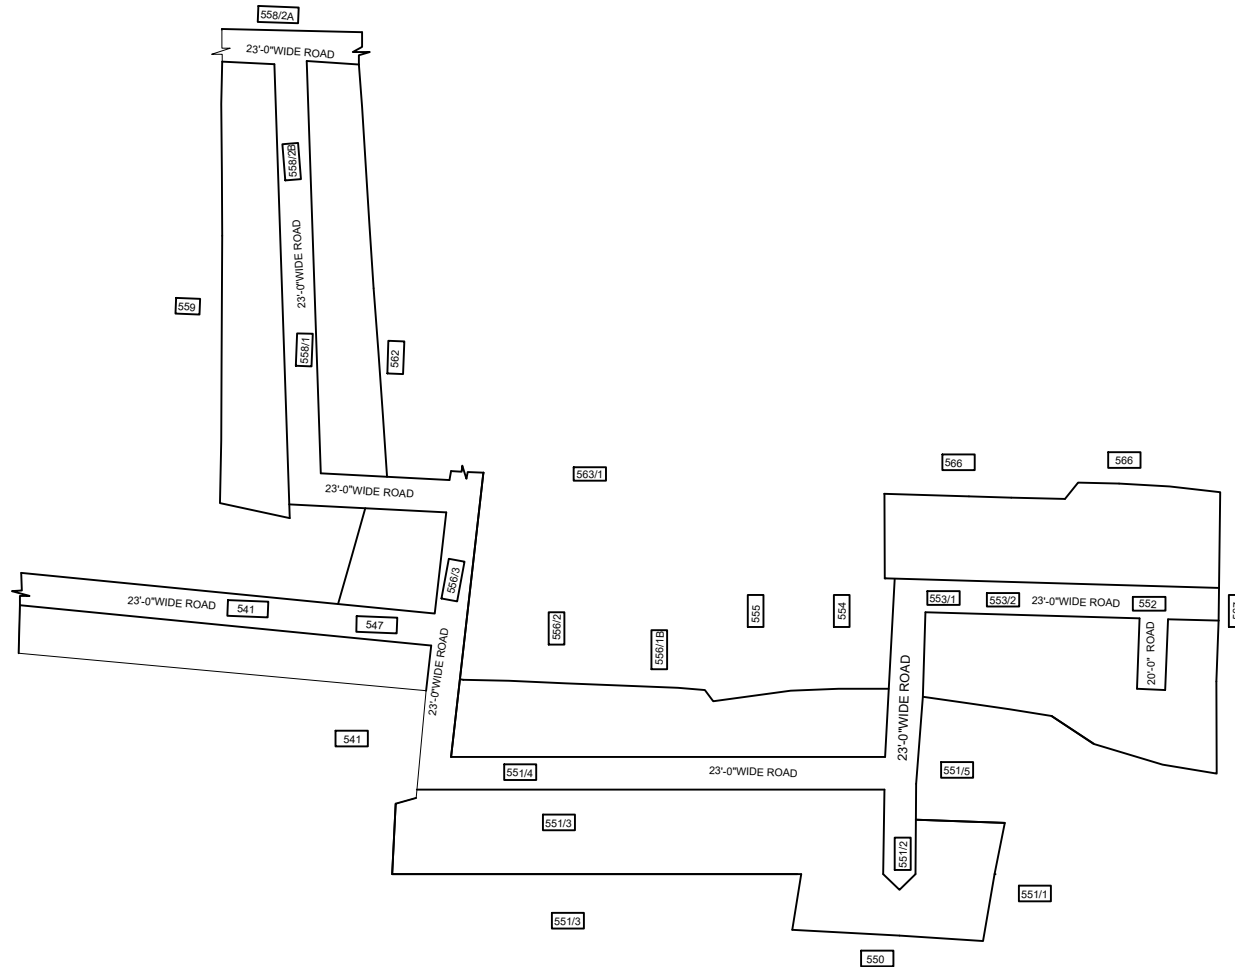 558/2A
23'-0"WIDE ROAD
558/2B
23'-0"WIDE ROAD
559
558/1
562
23'-0"WIDE ROAD
563/1
566
566
556/3
23'-0"WIDE ROAD
541
547
23'-0"WIDE ROAD
541
556/2
556/1B
555
554
553/1
553/2
23'-0"WIDE ROAD
552
20'-0" ROAD
23'-0"WIDE ROAD
551/4
23'-0"WIDE ROAD
551/5
551/3
551/2
551/1
551/3
550